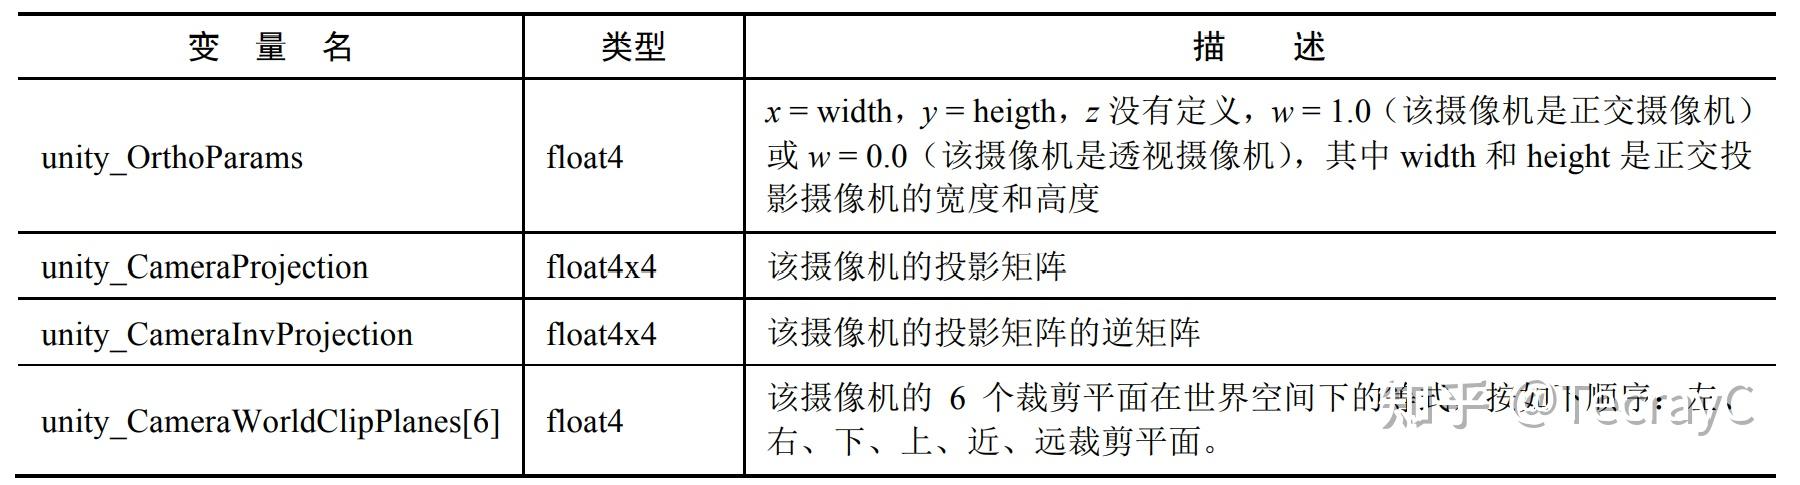 变 量 名 类型 描 述
x = width，y = heigth，z 没有定义，w = 1.0（该摄像机是正交摄像机）
unity_OrthoParams float4 或 w = 0.0（该摄像机是透视摄像机），其中 width 和 height 是正交投
影摄像机的宽度和高度
unity_CameraProjection float4x4 该摄像机的投影矩阵
unity_CameraInvProjection float4x4 该摄像机的投影矩阵的逆矩阵
unity_CameraWorldClipPlanes[6] float4 该摄像机的 6 个裁剪平面在世界空间下的等式，按如下顺序：左、
右、下、上、近、远裁剪平面。
知乎 @TecrayC